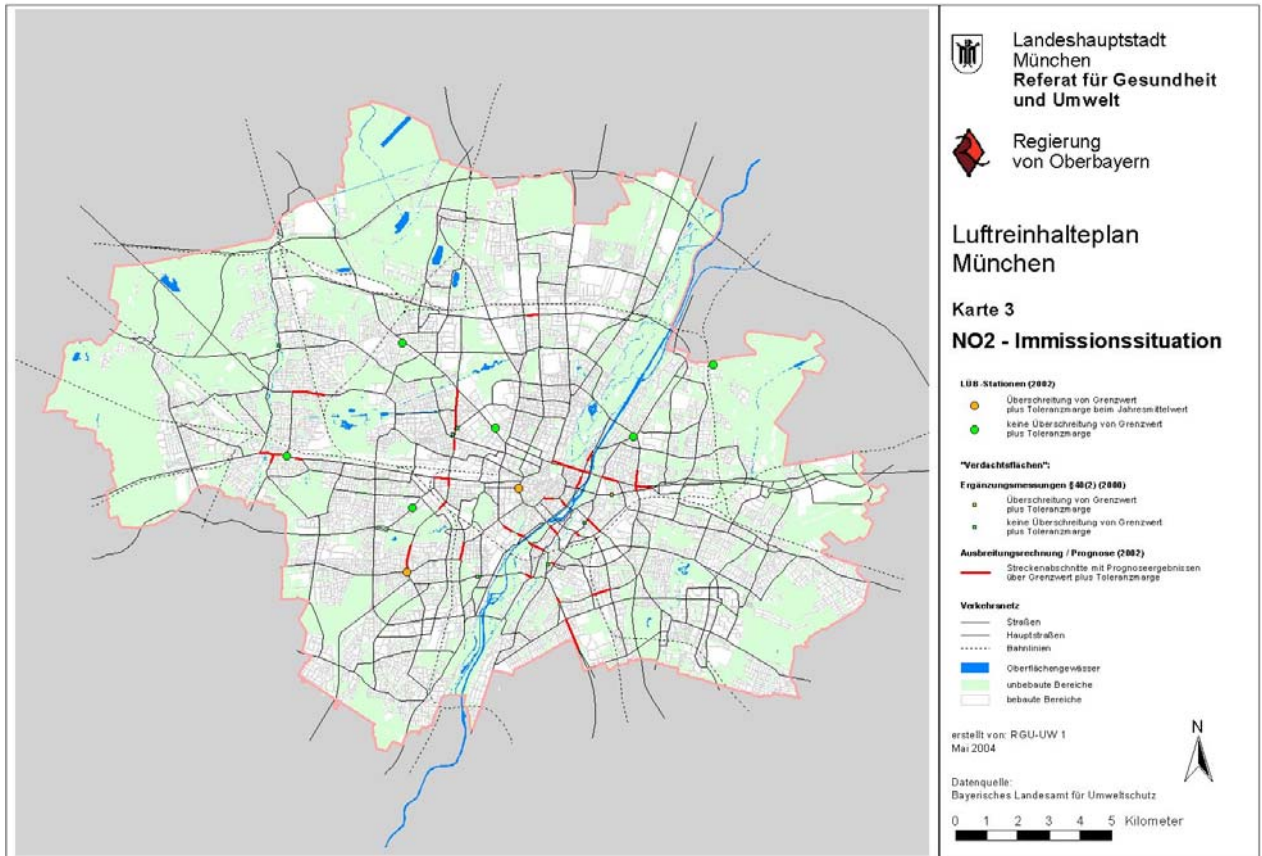 Landeshauptstadt
München
Referat für Gesundheit
und Umwelt
Regierung
von Oberbayern
Luftreinhalteplan
München
Karte 3
NO2 - Immissionssituation
LÜB-Stationen (2002)
Überschreitung von Grenzwert
plus Toleranzmarge beim Jahresmittelwert
keine Überschreitung von Grenzwert
plus Toleranzmarge
"Verdachtsflächen":
Ergänzungsmessungen §40(2) (2000)
Überschreitung von Grenzwert
plus Toleranzmarge
keine Überschreitung von Grenzwert
plus Toleranzmarge
Ausbreitungsrechnung / Prognose (2002)
Streckenabschnitte mit Prognoseergebnissen
über Grenzwert plus Toleranzmarge
Verkehrsnetz
Straßen
Hauptstraßen
Bahnlinien
Oberflächengewässer
unbebaute Bereiche
bebaute Bereiche
erstellt von: RGU-UW 1
Mai 2004
N
Datenquelle:
Bayerisches Landesamt für Umweltschutz
0 1 2 3 4 5 Kilometer